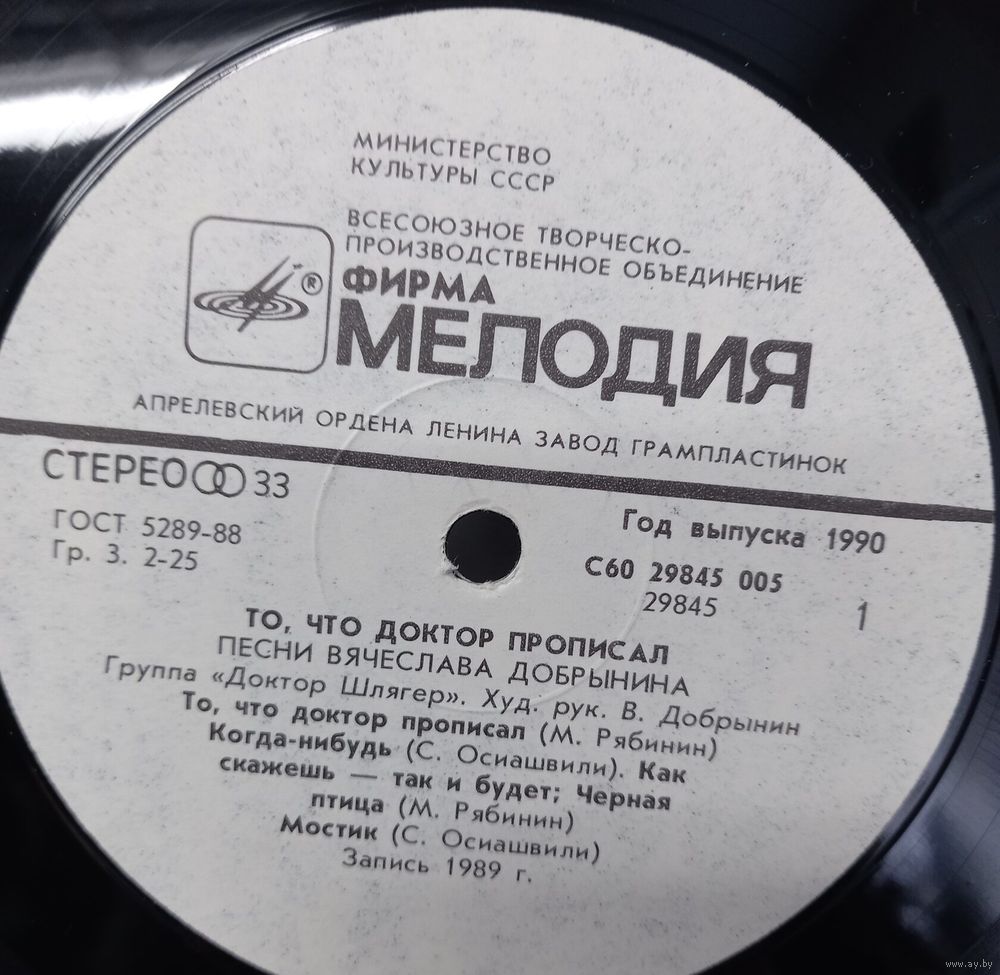 МИНИСТЕРСТВО
КУЛЬТУРЫ СССР
ВСЕСОЮЗНОЕ ТВОРЧЕСКО-
ПРОИЗВОДСТВЕННОЕ ОБЪЕДИНЕНИЕ
ФИРМА
МЕЛОДИЯ
®
АПРЕЛЕВСКИЙ ОРДЕНА ЛЕНИНА ЗАВОД ГРАМПЛАСТИНОК
СТЕРЕО 33
ГОСТ 5289-88
Гр. 3. 2-25
Год выпуска 1990
С60 29845 005
29845
1
ТО, ЧТО ДОКТОР ПРОПИСАЛ
ПЕСНИ ВЯЧЕСЛАВА ДОБРЫНИНА
Группа «Доктор Шлягер». Худ. рук. В. Добрынин
То, что доктор прописал (М. Рябинин)
Когда-нибудь (С. Осиашвили). Как
скажешь — так и будет; Черная
птица (М. Рябинин)
Мостик (С. Осиашвили)
Запись 1989 г.
www.ay.by